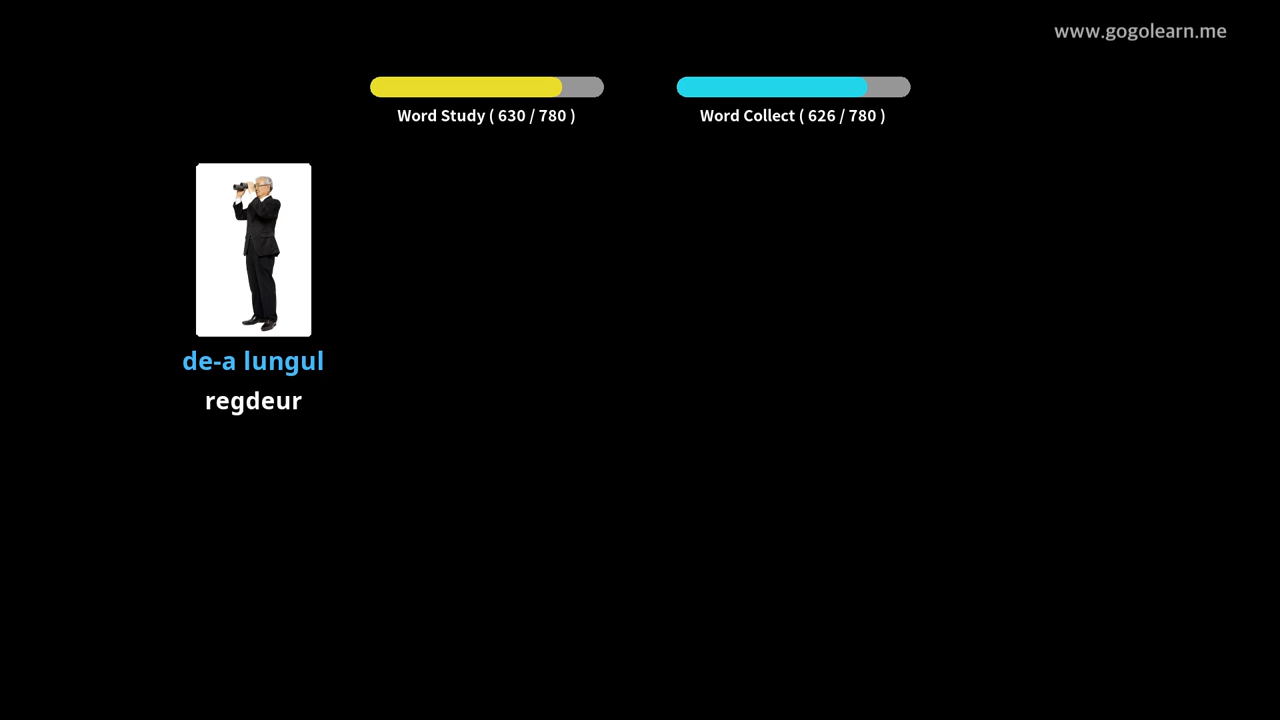 www.gogolearn.me
Word Study ( 630 / 780 )
Word Collect ( 626 / 780 )
de-a lungul
regdeur